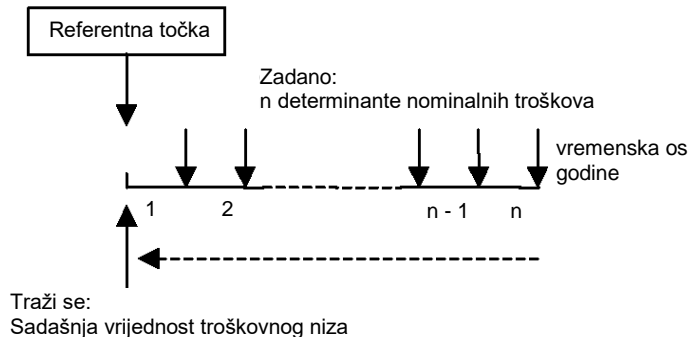 Referentna točka
Zadano:
n determinante nominalnih troškova
vremenska os
godine
1 2 n - 1 n
Traži se:
Sadašnja vrijednost troškovnog niza